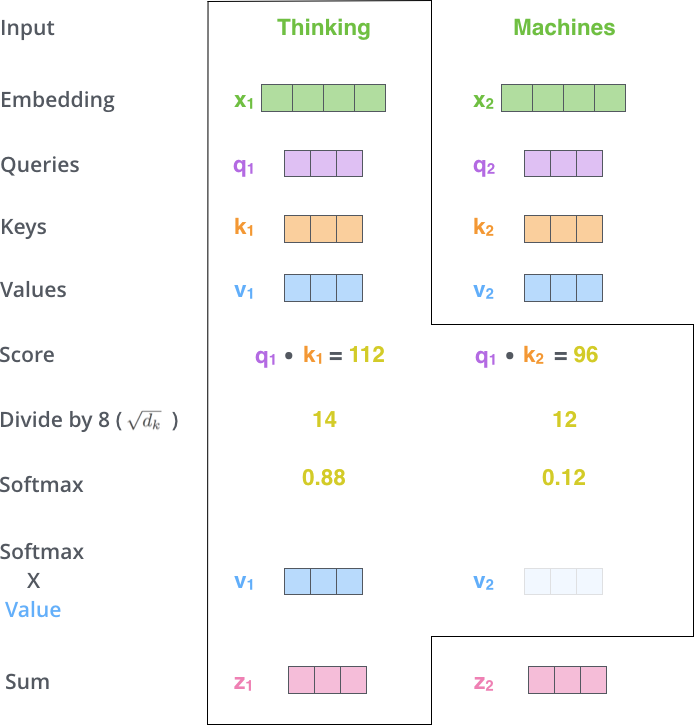 Input Thinking Machines
Embedding x₁ x₂
Queries q₁ q₂
Keys k₁ k₂
Values v₁ v₂
Score q₁ • k₁ = 112 q₁ • k₂ = 96
Divide by 8 ( √dₖ ) 14 12
Softmax 0.88 0.12
Softmax
X v₁ v₂
Value
Sum z₁ z₂